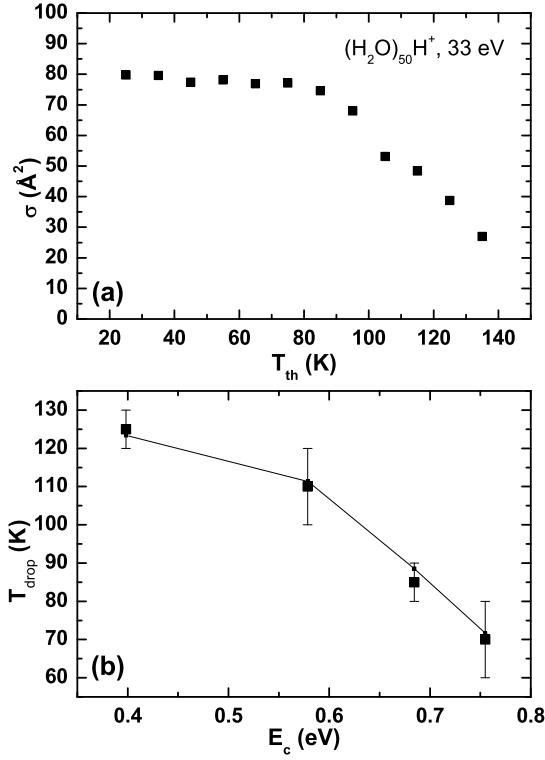 (H₂O)₅₀H⁺, 33 eV
σ (Å²)
100
90
80
70
60
50
40
30
20
10
0
(a)
20 40 60 80 100 120 140
T_th (K)
T_drop (K)
130
120
110
100
90
80
70
60
(b)
0.4 0.5 0.6 0.7 0.8
E_c (eV)